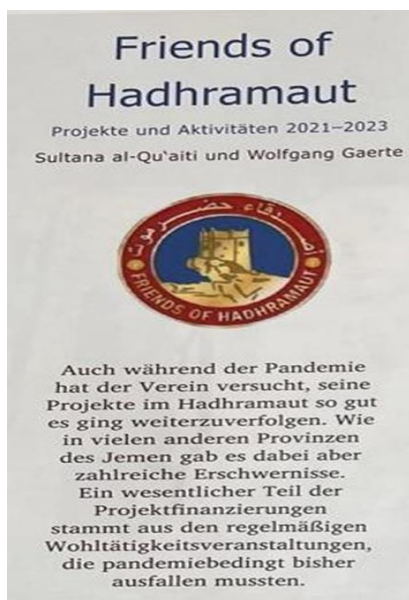 Friends of
Hadhramaut
Projekte und Aktivitäten 2021–2023
Sultana al-Qu‘aiti und Wolfgang Gaerte
أصدقاء حضرموت
FRIENDS OF HADHRAMAUT
Auch während der Pandemie
hat der Verein versucht, seine
Projekte im Hadhramaut so gut
es ging weiterzuverfolgen. Wie
in vielen anderen Provinzen
des Jemen gab es dabei aber
zahlreiche Erschwernisse.
Ein wesentlicher Teil der
Projektfinanzierungen
stammt aus den regelmäßigen
Wohltätigkeitsveranstaltungen,
die pandemiebedingt bisher
ausfallen mussten.